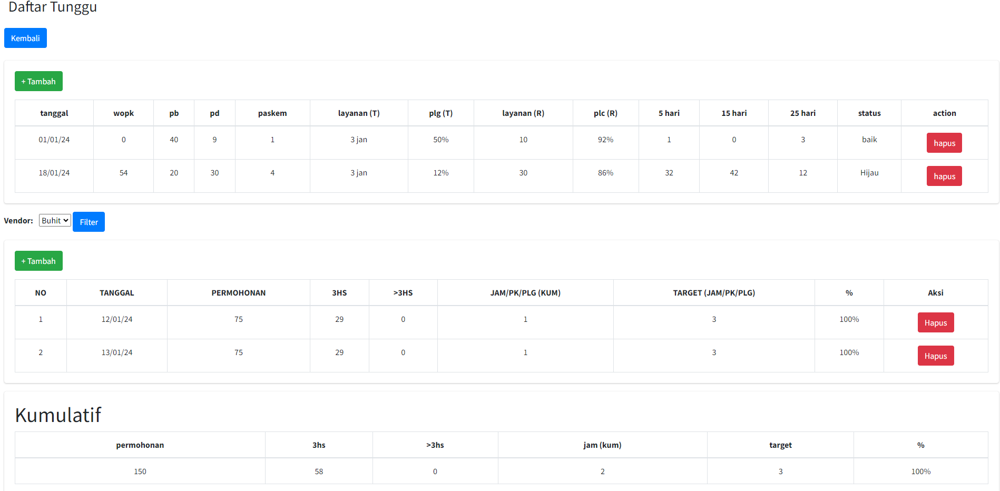 Daftar Tunggu
Kembali
+ Tambah
tanggal wopk pb pd paskem layanan (T) plg (T) layanan (R) plc (R) 5 hari 15 hari 25 hari status action
01/01/24 0 40 9 1 3 jan 50% 10 92% 1 0 3 baik hapus
18/01/24 54 20 30 4 3 jan 12% 30 86% 32 42 12 Hijau hapus
Vendor: Buhit Filter
+ Tambah
NO TANGGAL PERMOHONAN 3HS >3HS JAM/PK/PLG (KUM) TARGET (JAM/PK/PLG) % Aksi
1 12/01/24 75 29 0 1 3 100% Hapus
2 13/01/24 75 29 0 1 3 100% Hapus
Kumulatif
permohonan 3hs >3hs jam (kum) target %
150 58 0 2 3 100%